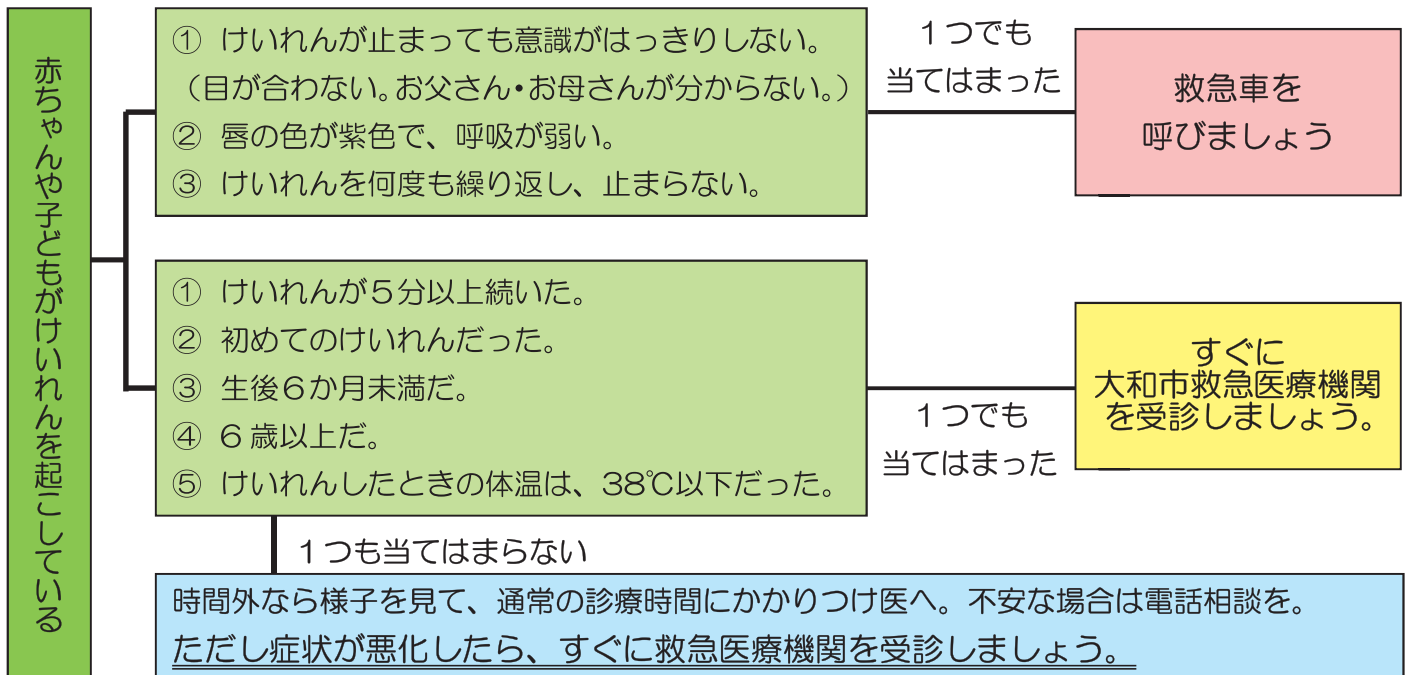 赤ちゃんや子どもがけいれんを起こしている
① けいれんが止まっても意識がはっきりしない。
（目が合わない。お父さん・お母さんが分からない。）
② 唇の色が紫色で、呼吸が弱い。
③ けいれんを何度も繰り返し、止まらない。
１つでも
当てはまった
救急車を
呼びましょう
① けいれんが５分以上続いた。
② 初めてのけいれんだった。
③ 生後６か月未満だ。
④ ６歳以上だ。
⑤ けいれんしたときの体温は、38℃以下だった。
１つでも
当てはまった
すぐに
大和市救急医療機関
を受診しましょう。
１つも当てはまらない
時間外なら様子を見て、通常の診療時間にかかりつけ医へ。不安な場合は電話相談を。
ただし症状が悪化したら、すぐに救急医療機関を受診しましょう。